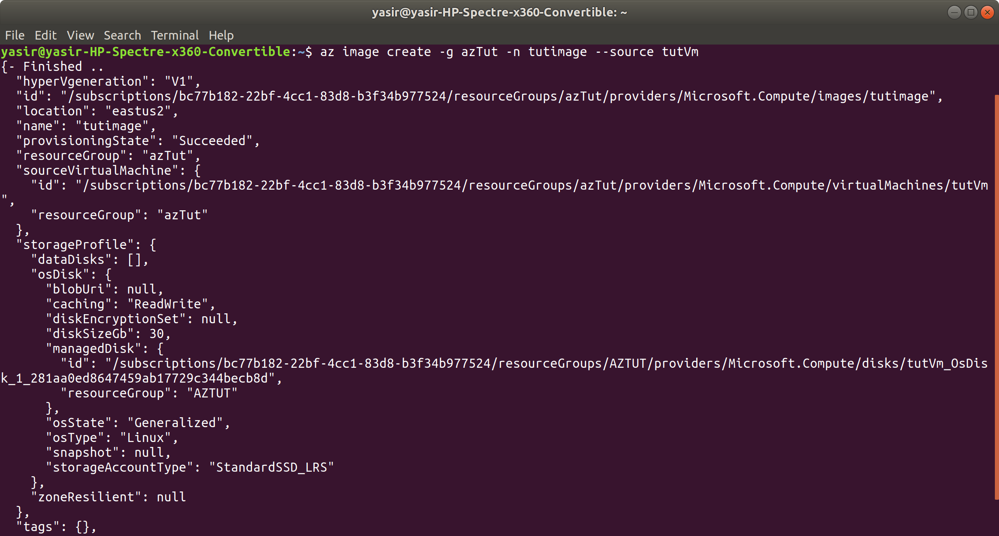 yasir@yasir-HP-Spectre-x360-Convertible: ~
File Edit View Search Terminal Help
yasir@yasir-HP-Spectre-x360-Convertible:~$ az image create -g azTut -n tutimage --source tutVm
{- Finished ..
  "hyperVgeneration": "V1",
  "id": "/subscriptions/bc77b182-22bf-4cc1-83d8-b3f34b977524/resourceGroups/azTut/providers/Microsoft.Compute/images/tutimage",
  "location": "eastus2",
  "name": "tutimage",
  "provisioningState": "Succeeded",
  "resourceGroup": "azTut",
  "sourceVirtualMachine": {
    "id": "/subscriptions/bc77b182-22bf-4cc1-83d8-b3f34b977524/resourceGroups/azTut/providers/Microsoft.Compute/virtualMachines/tutVm
",
    "resourceGroup": "azTut"
  },
  "storageProfile": {
    "dataDisks": [],
    "osDisk": {
      "blobUri": null,
      "caching": "ReadWrite",
      "diskEncryptionSet": null,
      "diskSizeGb": 30,
      "managedDisk": {
        "id": "/subscriptions/bc77b182-22bf-4cc1-83d8-b3f34b977524/resourceGroups/AZTUT/providers/Microsoft.Compute/disks/tutVm_OsDis
k_1_281aa0ed8647459ab17729c344becb8d",
        "resourceGroup": "AZTUT"
      },
      "osState": "Generalized",
      "osType": "Linux",
      "snapshot": null,
      "storageAccountType": "StandardSSD_LRS"
    },
    "zoneResilient": null
  },
  "tags": {},